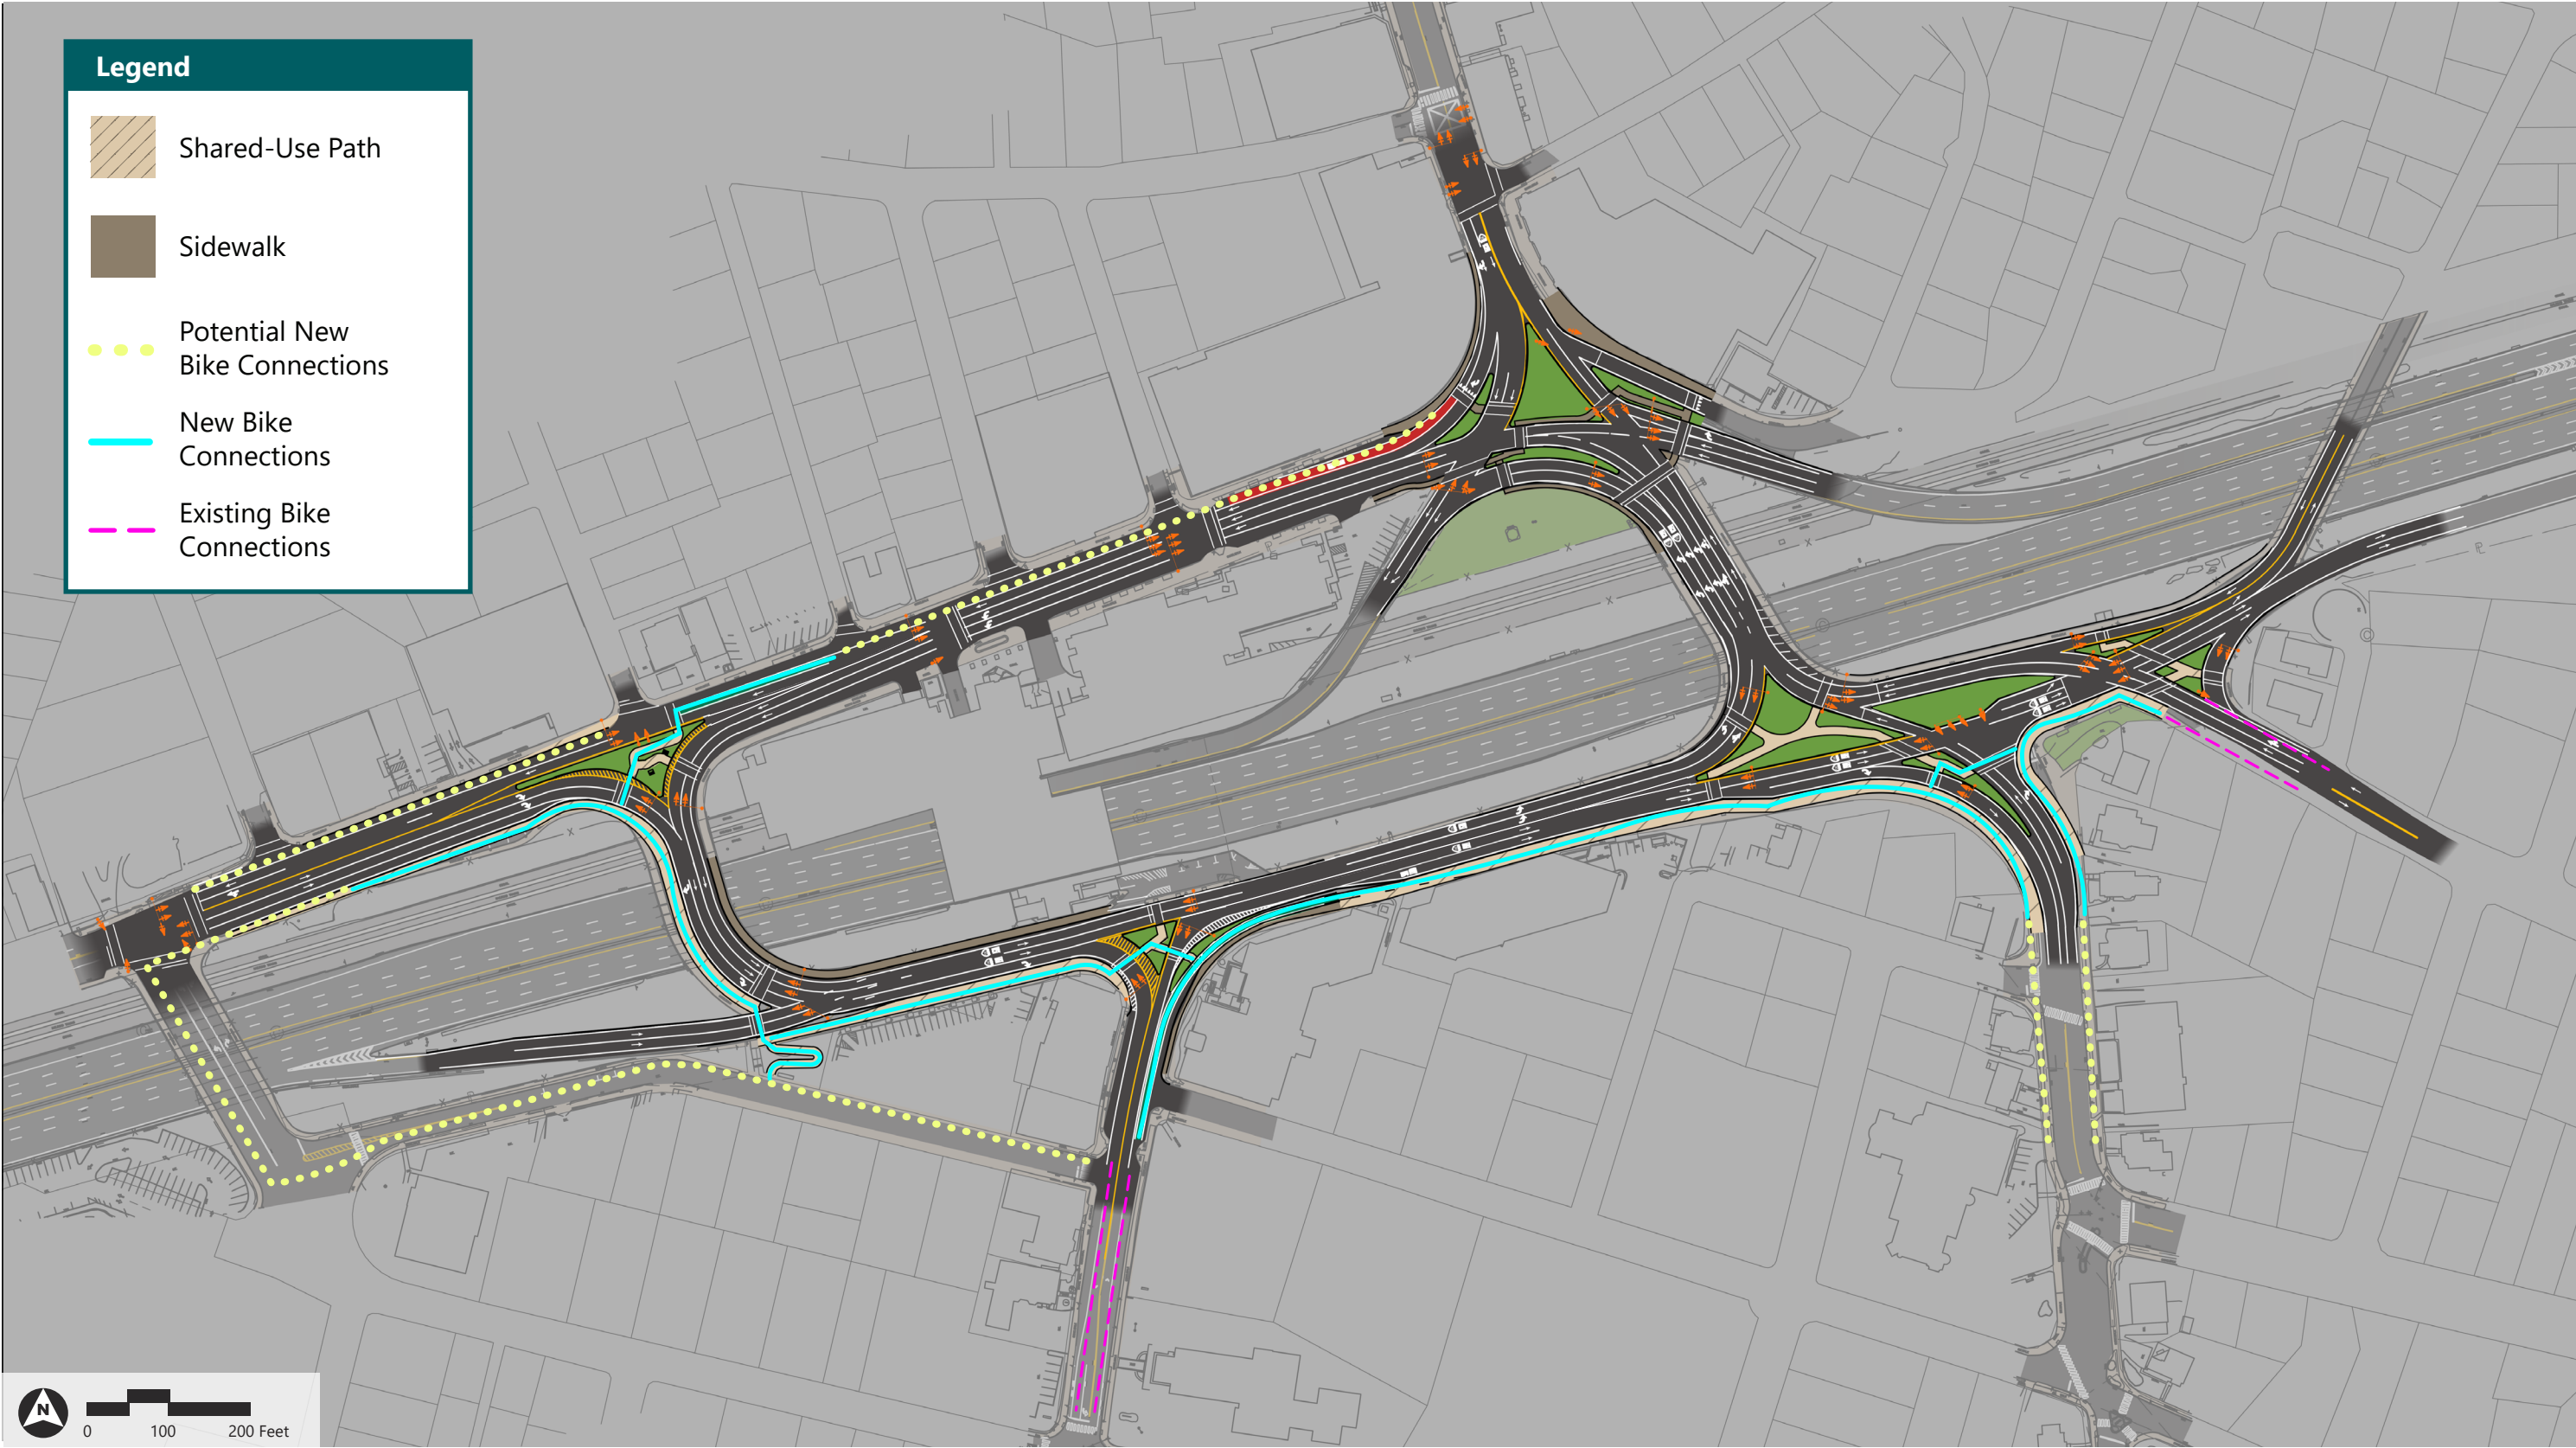 Legend
Shared-Use Path
Sidewalk
Potential New
Bike Connections
New Bike
Connections
Existing Bike
Connections
N
0 100 200 Feet